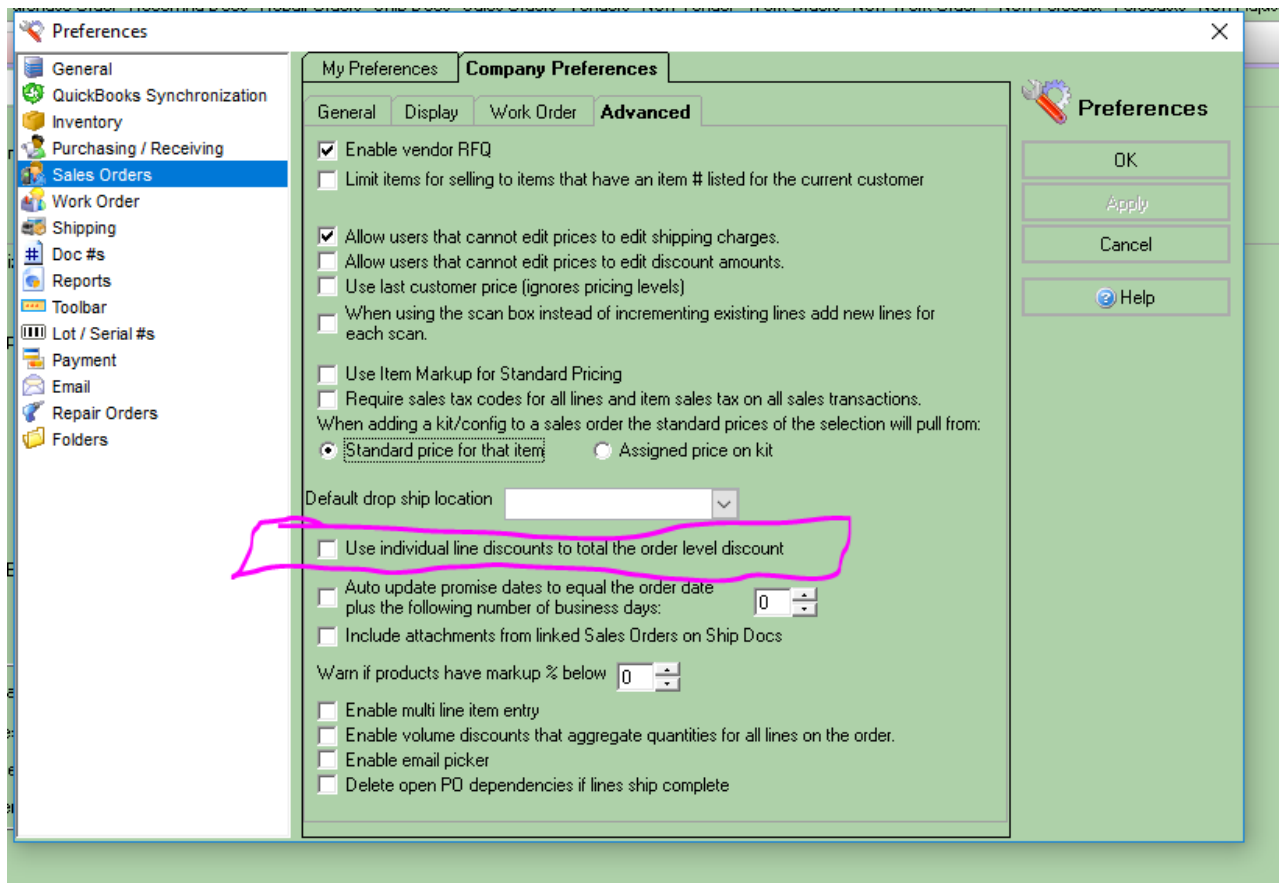 Preferences
General
QuickBooks Synchronization
Inventory
Purchasing / Receiving
Sales Orders
Work Order
Shipping
Doc #s
Reports
Toolbar
Lot / Serial #s
Payment
Email
Repair Orders
Folders
My Preferences Company Preferences
General Display Work Order Advanced
Enable vendor RFQ
Limit items for selling to items that have an item # listed for the current customer
Allow users that cannot edit prices to edit shipping charges.
Allow users that cannot edit prices to edit discount amounts.
Use last customer price (ignores pricing levels)
When using the scan box instead of incrementing existing lines add new lines for
each scan.
Use Item Markup for Standard Pricing
Require sales tax codes for all lines and item sales tax on all sales transactions.
When adding a kit/config to a sales order the standard prices of the selection will pull from:
Standard price for that item Assigned price on kit
Default drop ship location
Use individual line discounts to total the order level discount
Auto update promise dates to equal the order date
plus the following number of business days: 0
Include attachments from linked Sales Orders on Ship Docs
Warn if products have markup % below 0
Enable multi line item entry
Enable volume discounts that aggregate quantities for all lines on the order.
Enable email picker
Delete open PO dependencies if lines ship complete
Preferences
OK
Apply
Cancel
Help